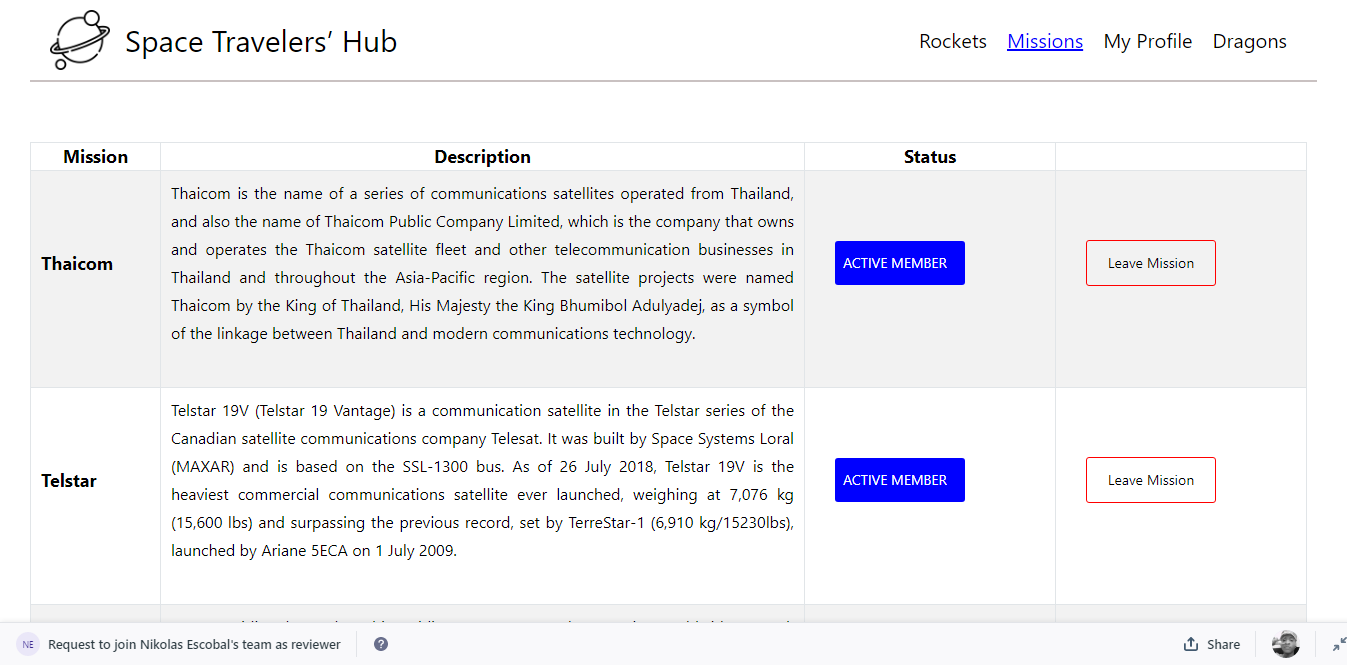 Space Travelers’ Hub
Rockets Missions My Profile Dragons
Mission Description Status
Thaicom
Thaicom is the name of a series of communications satellites operated from Thailand,
and also the name of Thaicom Public Company Limited, which is the company that owns
and operates the Thaicom satellite fleet and other telecommunication businesses in
Thailand and throughout the Asia-Pacific region. The satellite projects were named
Thaicom by the King of Thailand, His Majesty the King Bhumibol Adulyadej, as a symbol
of the linkage between Thailand and modern communications technology.
ACTIVE MEMBER
Leave Mission
Telstar
Telstar 19V (Telstar 19 Vantage) is a communication satellite in the Telstar series of the
Canadian satellite communications company Telesat. It was built by Space Systems Loral
(MAXAR) and is based on the SSL-1300 bus. As of 26 July 2018, Telstar 19V is the
heaviest commercial communications satellite ever launched, weighing at 7,076 kg
(15,600 lbs) and surpassing the previous record, set by TerreStar-1 (6,910 kg/15230lbs),
launched by Ariane 5ECA on 1 July 2009.
ACTIVE MEMBER
Leave Mission
NE Request to join Nikolas Escobal's team as reviewer ? Share